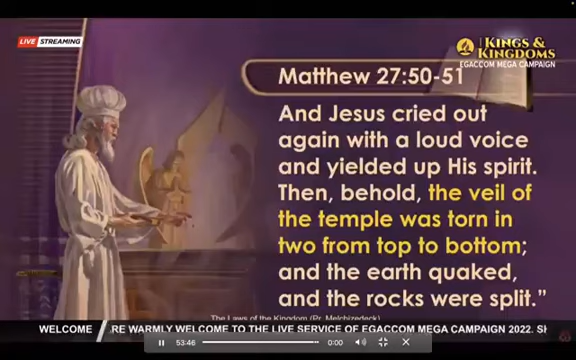 LIVE STREAMING
KINGS &
KINGDOMS
EGACCOM MEGA CAMPAIGN
Matthew 27:50-51
And Jesus cried out
again with a loud voice
and yielded up His spirit.
Then, behold, the veil of
the temple was torn in
two from top to bottom;
and the earth quaked,
and the rocks were split.”
The Laws of the Kingdom (Pr. Melchizedeck)
WELCOME .RE WARMLY WELCOME TO THE LIVE SERVICE OF EGACCOM MEGA CAMPAIGN 2022.
53:46 0:00